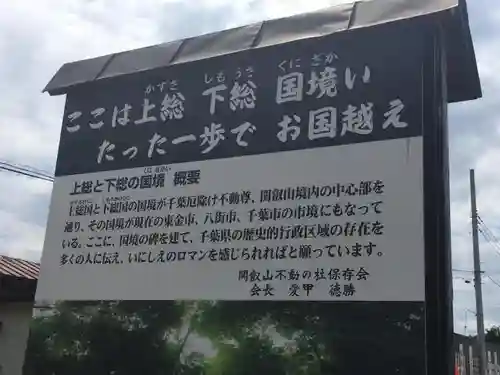 かずさ しもうさ くに ざか
ここは上総 下総 国境い
たった一歩で お国越え
上総と下総の国境 概要
上総国と下総国の国境が千葉厄除け不動尊、関叡山境内の中心部を
通り、その国境が現在の東金市、八街市、千葉市の市境にもなって
いる。ここに、国境の碑を建て、千葉県の歴史的行政区域の存在を
多くの人に伝え、いにしえのロマンを感じられればと願っています。
関叡山不動の社保存会
会長 愛甲 徳勝